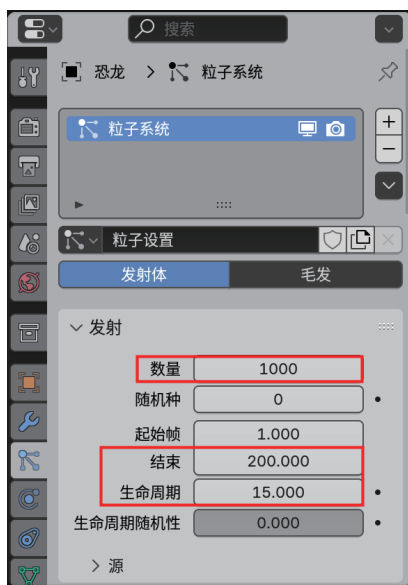 搜索
恐龙 > 粒子系统
粒子系统
粒子设置
发射体 毛发
发射
数量 1000
随机种 0
起始帧 1.000
结束 200.000
生命周期 15.000
生命周期随机性 0.000
源